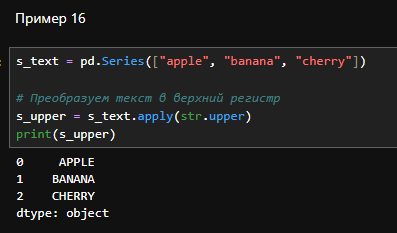 Пример 16
s_text = pd.Series(["apple", "banana", "cherry"])
# Преобразуем текст в верхний регистр
s_upper = s_text.apply(str.upper)
print(s_upper)
0     APPLE
1    BANANA
2    CHERRY
dtype: object